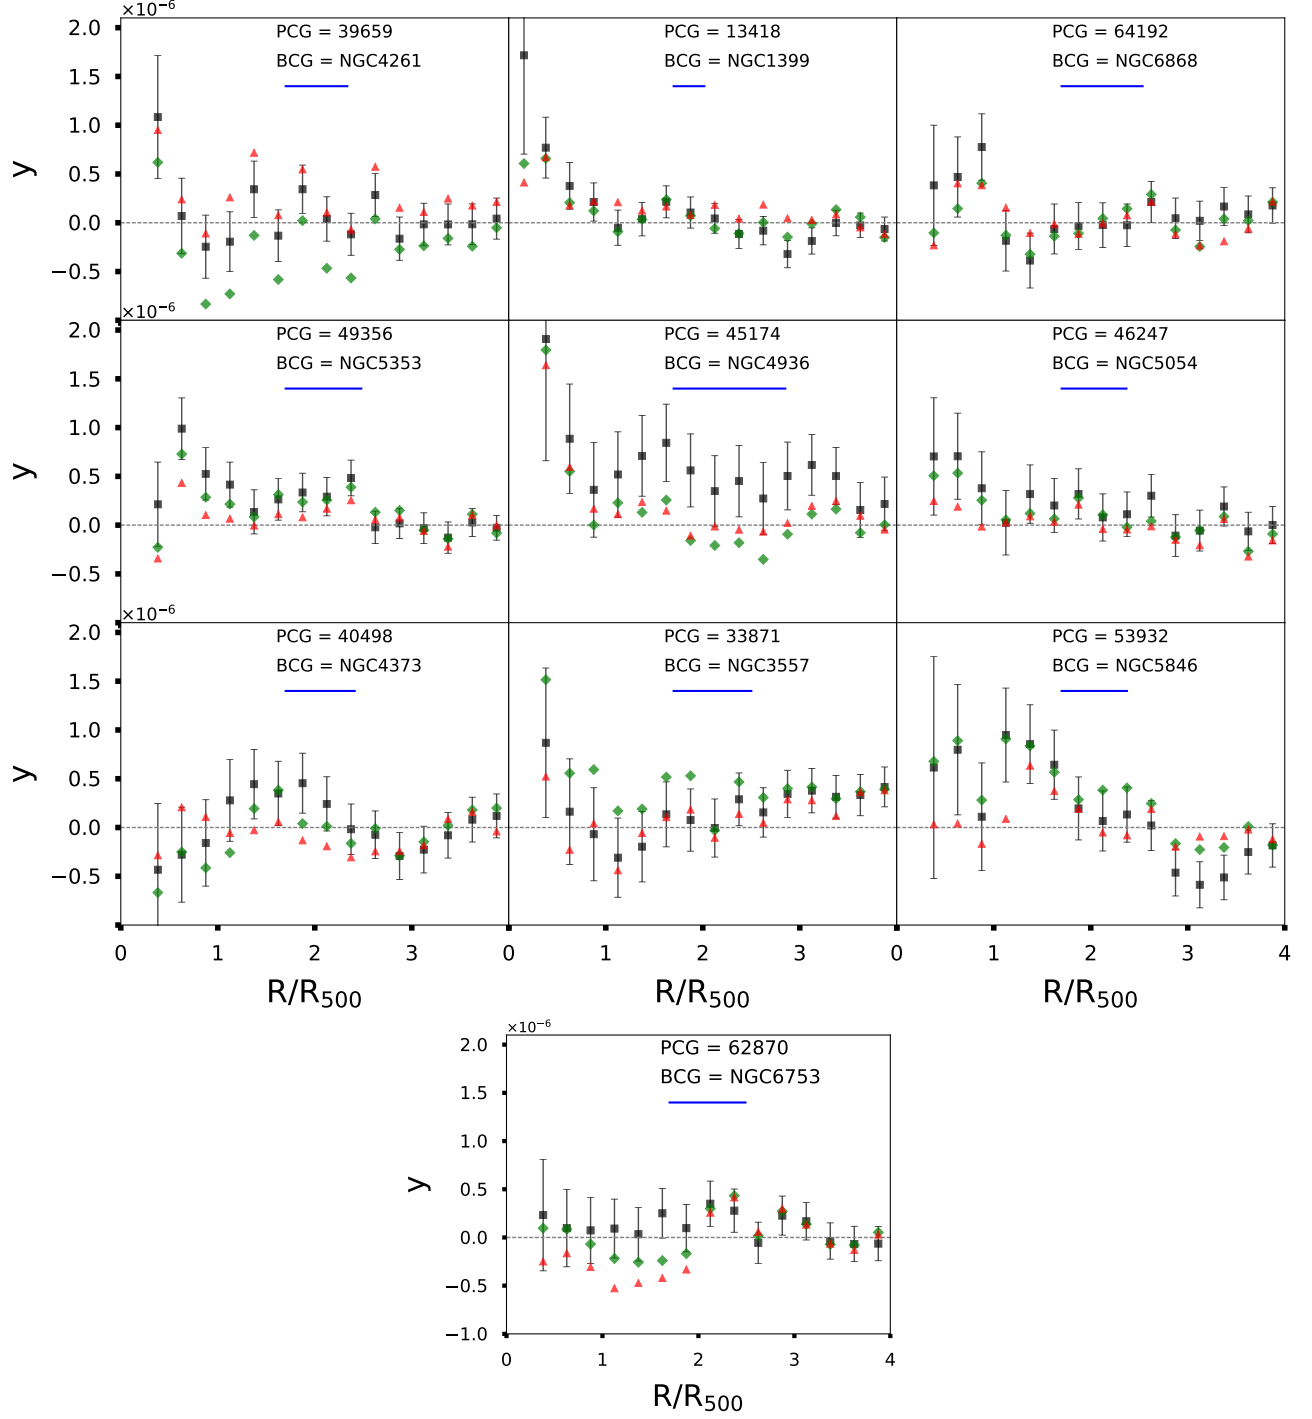 ×10⁻⁶
PCG = 39659
BCG = NGC4261
PCG = 13418
BCG = NGC1399
PCG = 64192
BCG = NGC6868
2.0
1.5
1.0
0.5
0.0
−0.5
y
×10⁻⁶
PCG = 49356
BCG = NGC5353
PCG = 45174
BCG = NGC4936
PCG = 46247
BCG = NGC5054
2.0
1.5
1.0
0.5
0.0
−0.5
y
×10⁻⁶
PCG = 40498
BCG = NGC4373
PCG = 33871
BCG = NGC3557
PCG = 53932
BCG = NGC5846
2.0
1.5
1.0
0.5
0.0
−0.5
y
0 1 2 3 0 1 2 3 0 1 2 3 4
R/R₅₀₀ R/R₅₀₀ R/R₅₀₀
×10⁻⁶
PCG = 62870
BCG = NGC6753
2.0
1.5
1.0
0.5
0.0
−0.5
−1.0
y
0 1 2 3 4
R/R₅₀₀